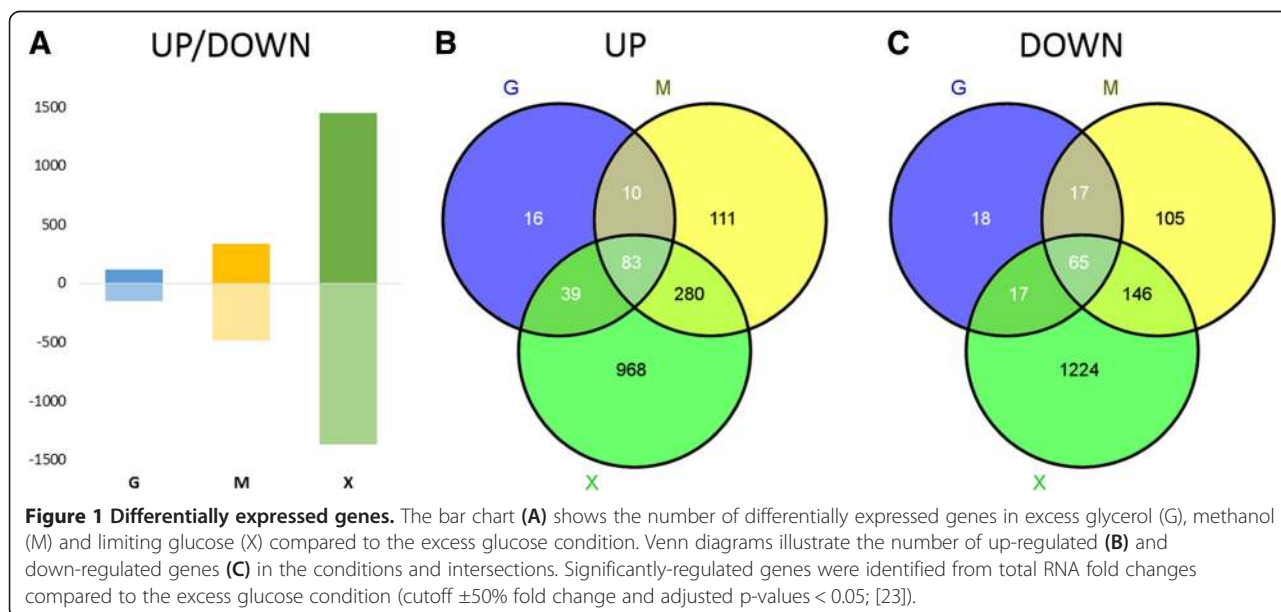 A UP/DOWN
1500
1000
500
0
-500
-1000
-1500
G M X
B UP
G M
10
16 111
83
39 280
968
X
C DOWN
G M
17
18 105
65
17 146
1224
X
Figure 1 Differentially expressed genes. The bar chart (A) shows the number of differentially expressed genes in excess glycerol (G), methanol
(M) and limiting glucose (X) compared to the excess glucose condition. Venn diagrams illustrate the number of up-regulated (B) and
down-regulated genes (C) in the conditions and intersections. Significantly-regulated genes were identified from total RNA fold changes
compared to the excess glucose condition (cutoff ±50% fold change and adjusted p-values < 0.05; [23]).